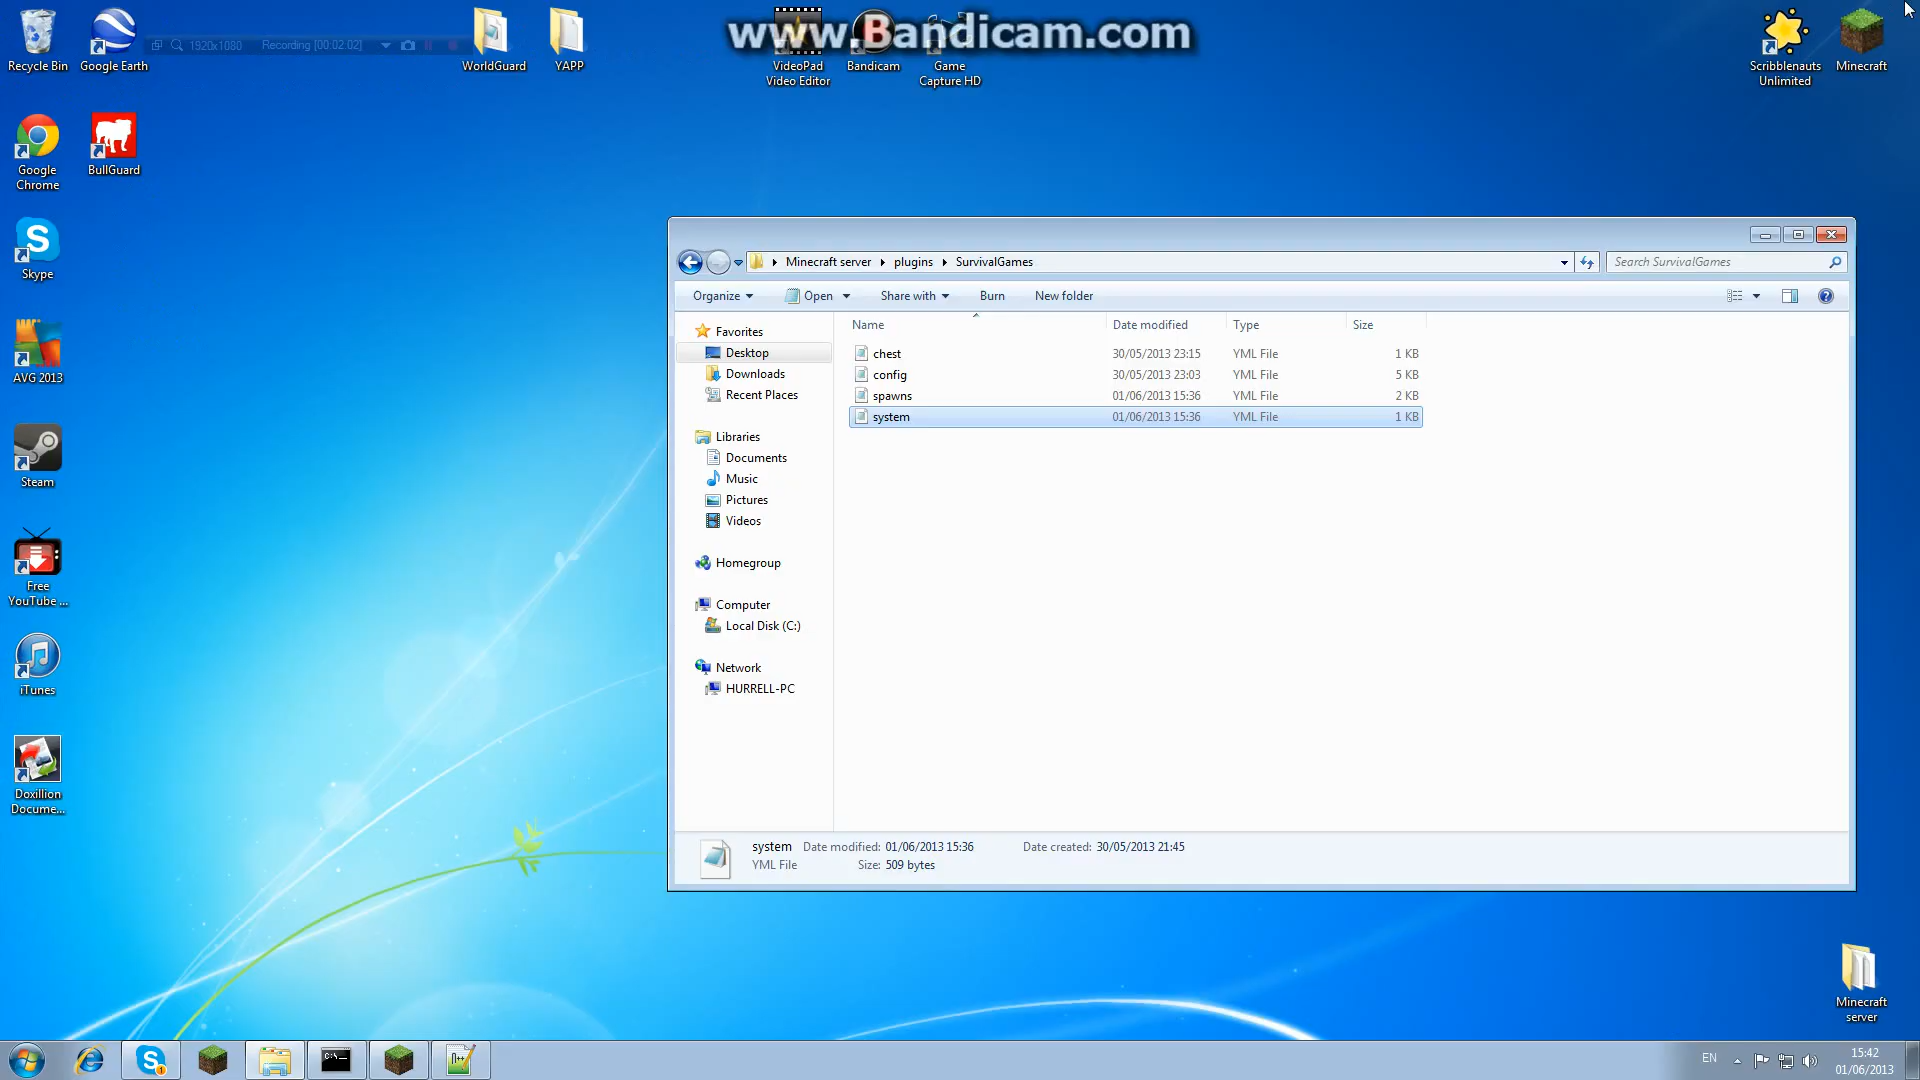 www.Bandicam.com
1920x1080 Recording [00:02:02]
Recycle Bin
Google Earth
WorldGuard
YAPP
VideoPad
Video Editor
Bandicam
Game
Capture HD
Scribblenauts
Unlimited
Minecraft
Google
Chrome
BullGuard
Skype
AVG 2013
Steam
Free
YouTube ...
iTunes
Doxillion
Docume...
Minecraft server plugins SurvivalGames
Search SurvivalGames
Organize Open Share with Burn New folder
Name Date modified Type Size
chest 30/05/2013 23:15 YML File 1 KB
config 30/05/2013 23:03 YML File 5 KB
spawns 01/06/2013 15:36 YML File 2 KB
system 01/06/2013 15:36 YML File 1 KB
Favorites
Desktop
Downloads
Recent Places
Libraries
Documents
Music
Pictures
Videos
Homegroup
Computer
Local Disk (C:)
Network
HURRELL-PC
system Date modified: 01/06/2013 15:36 Date created: 30/05/2013 21:45
YML File Size: 509 bytes
Minecraft
server
EN
15:42
01/06/2013